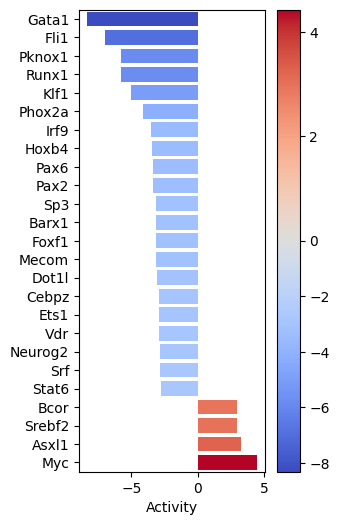 Gata1
Fli1
Pknox1
Runx1
Klf1
Phox2a
Irf9
Hoxb4
Pax6
Pax2
Sp3
Barx1
Foxf1
Mecom
Dot1l
Cebpz
Ets1
Vdr
Neurog2
Srf
Stat6
Bcor
Srebf2
Asxl1
Myc
−5 0 5
Activity
4
2
0
−2
−4
−6
−8